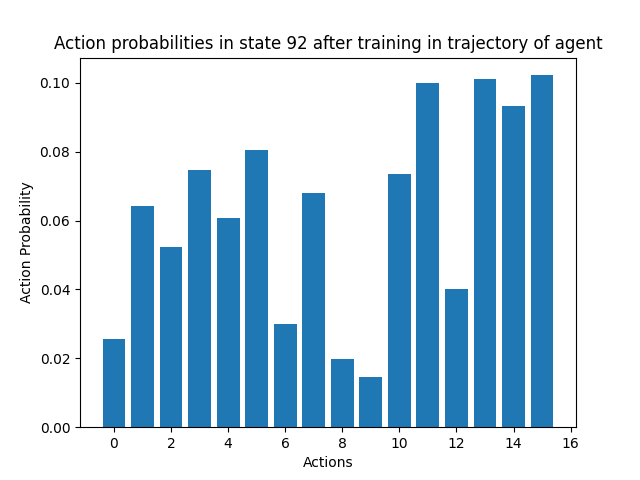 Action probabilities in state 92 after training in trajectory of agent
0.10
0.08
0.06
0.04
0.02
0.00
Action Probability
0 2 4 6 8 10 12 14 16
Actions